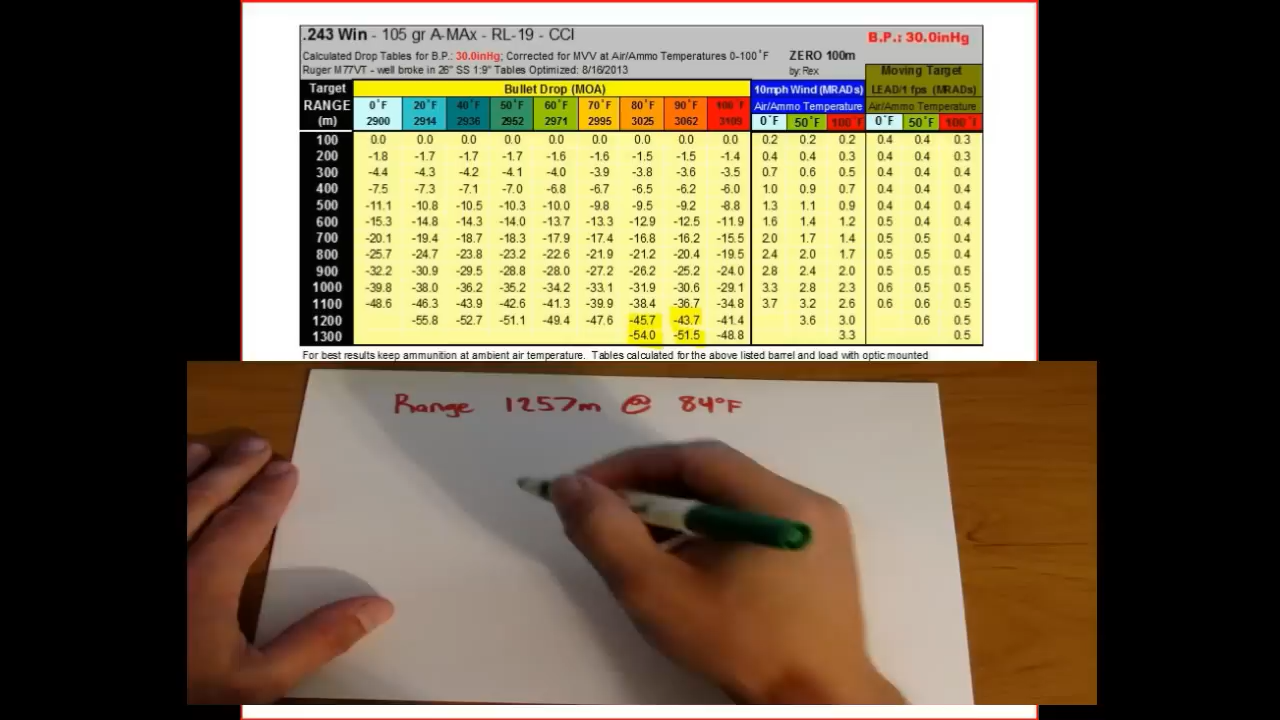 .243 Win - 105 gr A-MAx - RL-19 - CCI B.P.: 30.0inHg
Calculated Drop Tables for B.P.: 30.0inHg; Corrected for MVV at Air/Ammo Temperatures 0-100˚F ZERO 100m
Ruger M77VT - well broke in 26" SS 1:9" Tables Optimized: 8/16/2013 by: Rex Moving Target
Target Bullet Drop (MOA) 10mph Wind (MRADs) LEAD/1 fps (MRADs)
RANGE 0˚F 20˚F 40˚F 50˚F 60˚F 70˚F 80˚F 90˚F 100˚F Air/Ammo Temperature Air/Ammo Temperature
(m) 2900 2914 2936 2952 2971 2995 3025 3062 3109 0˚F 50˚F 100˚F 0˚F 50˚F 100˚F
100 0.0 0.0 0.0 0.0 0.0 0.0 0.0 0.0 0.0 0.2 0.2 0.2 0.4 0.4 0.3
200 -1.8 -1.7 -1.7 -1.7 -1.6 -1.6 -1.5 -1.5 -1.4 0.4 0.4 0.3 0.4 0.4 0.3
300 -4.4 -4.3 -4.2 -4.1 -4.0 -3.9 -3.8 -3.6 -3.5 0.7 0.6 0.5 0.4 0.4 0.4
400 -7.5 -7.3 -7.1 -7.0 -6.8 -6.7 -6.5 -6.2 -6.0 1.0 0.9 0.7 0.4 0.4 0.4
500 -11.1 -10.8 -10.5 -10.3 -10.0 -9.8 -9.5 -9.2 -8.8 1.3 1.1 0.9 0.5 0.4 0.4
600 -15.3 -14.8 -14.3 -14.0 -13.7 -13.3 -12.9 -12.5 -11.9 1.6 1.4 1.2 0.5 0.4 0.4
700 -20.1 -19.4 -18.7 -18.3 -17.9 -17.4 -16.8 -16.2 -15.5 2.0 1.7 1.4 0.5 0.5 0.4
800 -25.7 -24.7 -23.8 -23.2 -22.6 -21.9 -21.2 -20.4 -19.5 2.4 2.0 1.7 0.5 0.5 0.4
900 -32.2 -30.9 -29.5 -28.8 -28.0 -27.2 -26.2 -25.2 -24.0 2.8 2.4 2.0 0.5 0.5 0.5
1000 -39.8 -38.0 -36.2 -35.2 -34.2 -33.1 -31.9 -30.6 -29.1 3.3 2.8 2.3 0.6 0.5 0.5
1100 -48.6 -46.3 -43.9 -42.6 -41.3 -39.9 -38.4 -36.7 -34.8 3.7 3.2 2.6 0.6 0.6 0.5
1200 -55.8 -52.7 -51.1 -49.4 -47.6 -45.7 -43.7 -41.4 3.6 3.0 0.6 0.5
1300 -54.0 -51.5 -48.8 3.3 0.5
For best results keep ammunition at ambient air temperature. Tables calculated for the above listed barrel and load with optic mounted
Range 1257m @ 84°F